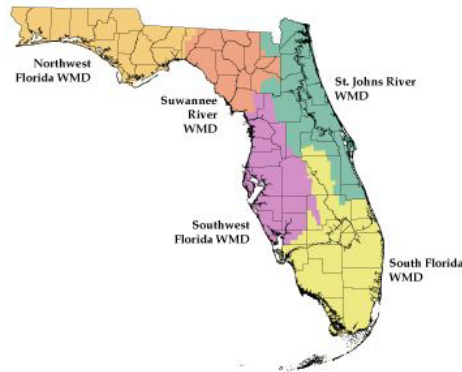 Northwest
Florida WMD
St. Johns River
WMD
Suwannee
River
WMD
Southwest
Florida WMD
South Florida
WMD